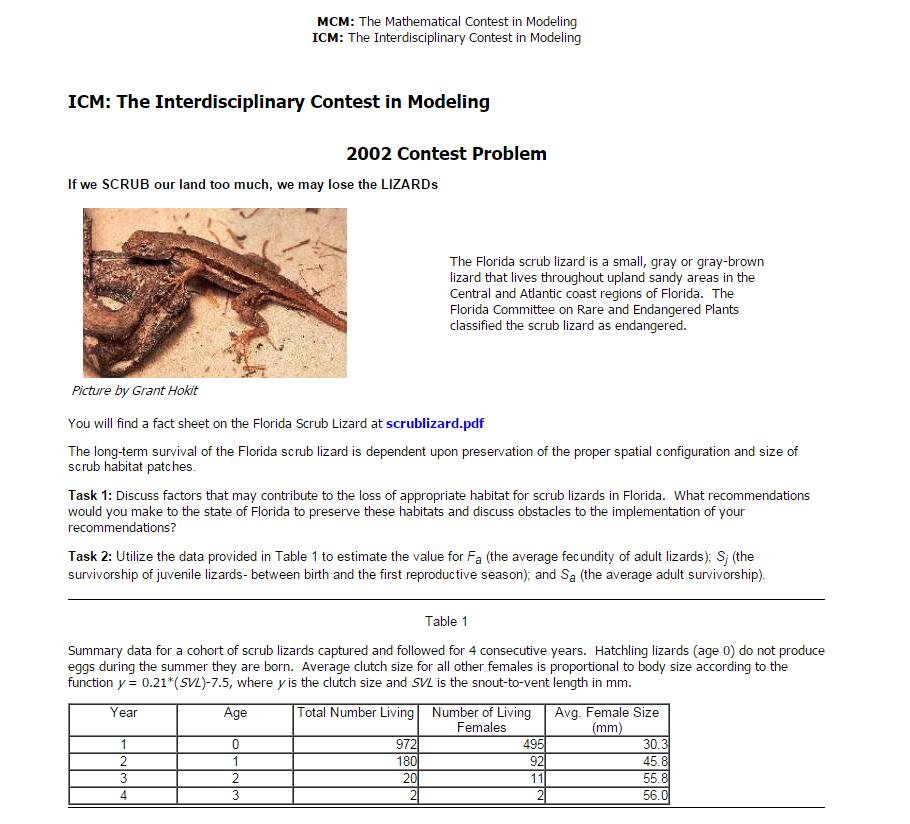 MCM: The Mathematical Contest in Modeling
ICM: The Interdisciplinary Contest in Modeling
ICM: The Interdisciplinary Contest in Modeling
2002 Contest Problem
If we SCRUB our land too much, we may lose the LIZARDs
The Florida scrub lizard is a small, gray or gray-brown
lizard that lives throughout upland sandy areas in the
Central and Atlantic coast regions of Florida. The
Florida Committee on Rare and Endangered Plants
classified the scrub lizard as endangered.
Picture by Grant Hokit
You will find a fact sheet on the Florida Scrub Lizard at scrublizard.pdf
The long-term survival of the Florida scrub lizard is dependent upon preservation of the proper spatial configuration and size of
scrub habitat patches.
Task 1: Discuss factors that may contribute to the loss of appropriate habitat for scrub lizards in Florida. What recommendations
would you make to the state of Florida to preserve these habitats and discuss obstacles to the implementation of your
recommendations?
Task 2: Utilize the data provided in Table 1 to estimate the value for Fa (the average fecundity of adult lizards); Sj (the
survivorship of juvenile lizards- between birth and the first reproductive season); and Sa (the average adult survivorship).
Table 1
Summary data for a cohort of scrub lizards captured and followed for 4 consecutive years. Hatchling lizards (age 0) do not produce
eggs during the summer they are born. Average clutch size for all other females is proportional to body size according to the
function y = 0.21*(SVL)-7.5, where y is the clutch size and SVL is the snout-to-vent length in mm.
Year Age Total Number Living Number of Living Avg. Female Size
Females (mm)
1 0 972 495 30.3
2 1 180 92 45.8
3 2 20 11 55.8
4 3 2 2 56.0